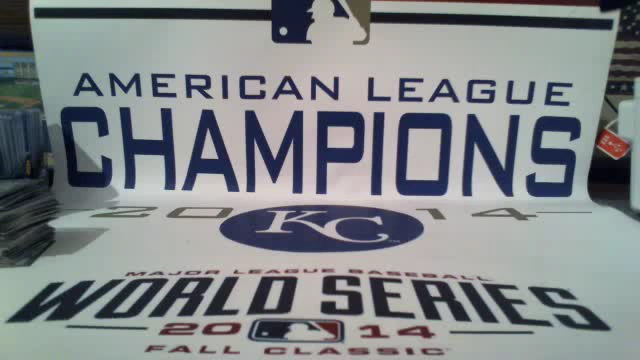 AMERICAN LEAGUE
CHAMPIONS
20 KC 14
MAJOR LEAGUE BASEBALL
WORLD SERIES
20 14
FALL CLASSIC